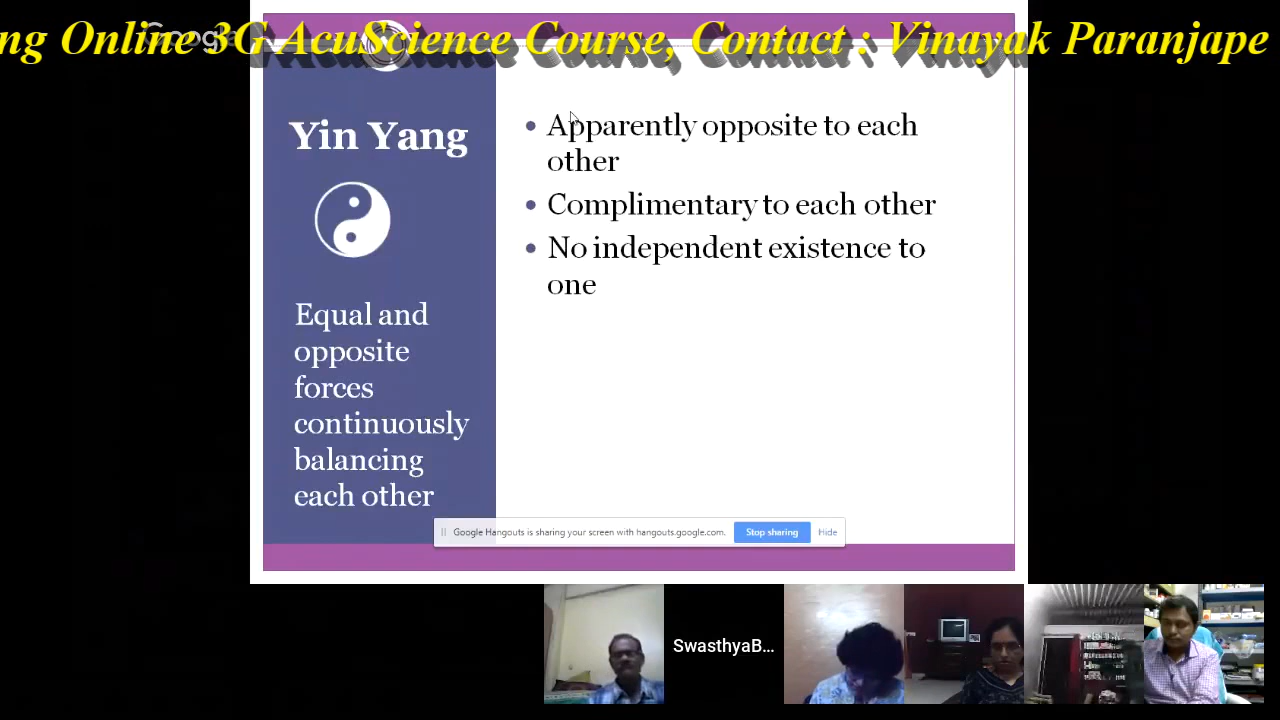 ng Online 3G AcuScience Course, Contact : Vinayak Paranjape
Google
Yin Yang
Equal and
opposite
forces
continuously
balancing
each other
Apparently opposite to each
other
Complimentary to each other
No independent existence to
one
Google Hangouts is sharing your screen with hangouts.google.com.
Stop sharing
Hide
SwasthyaB...